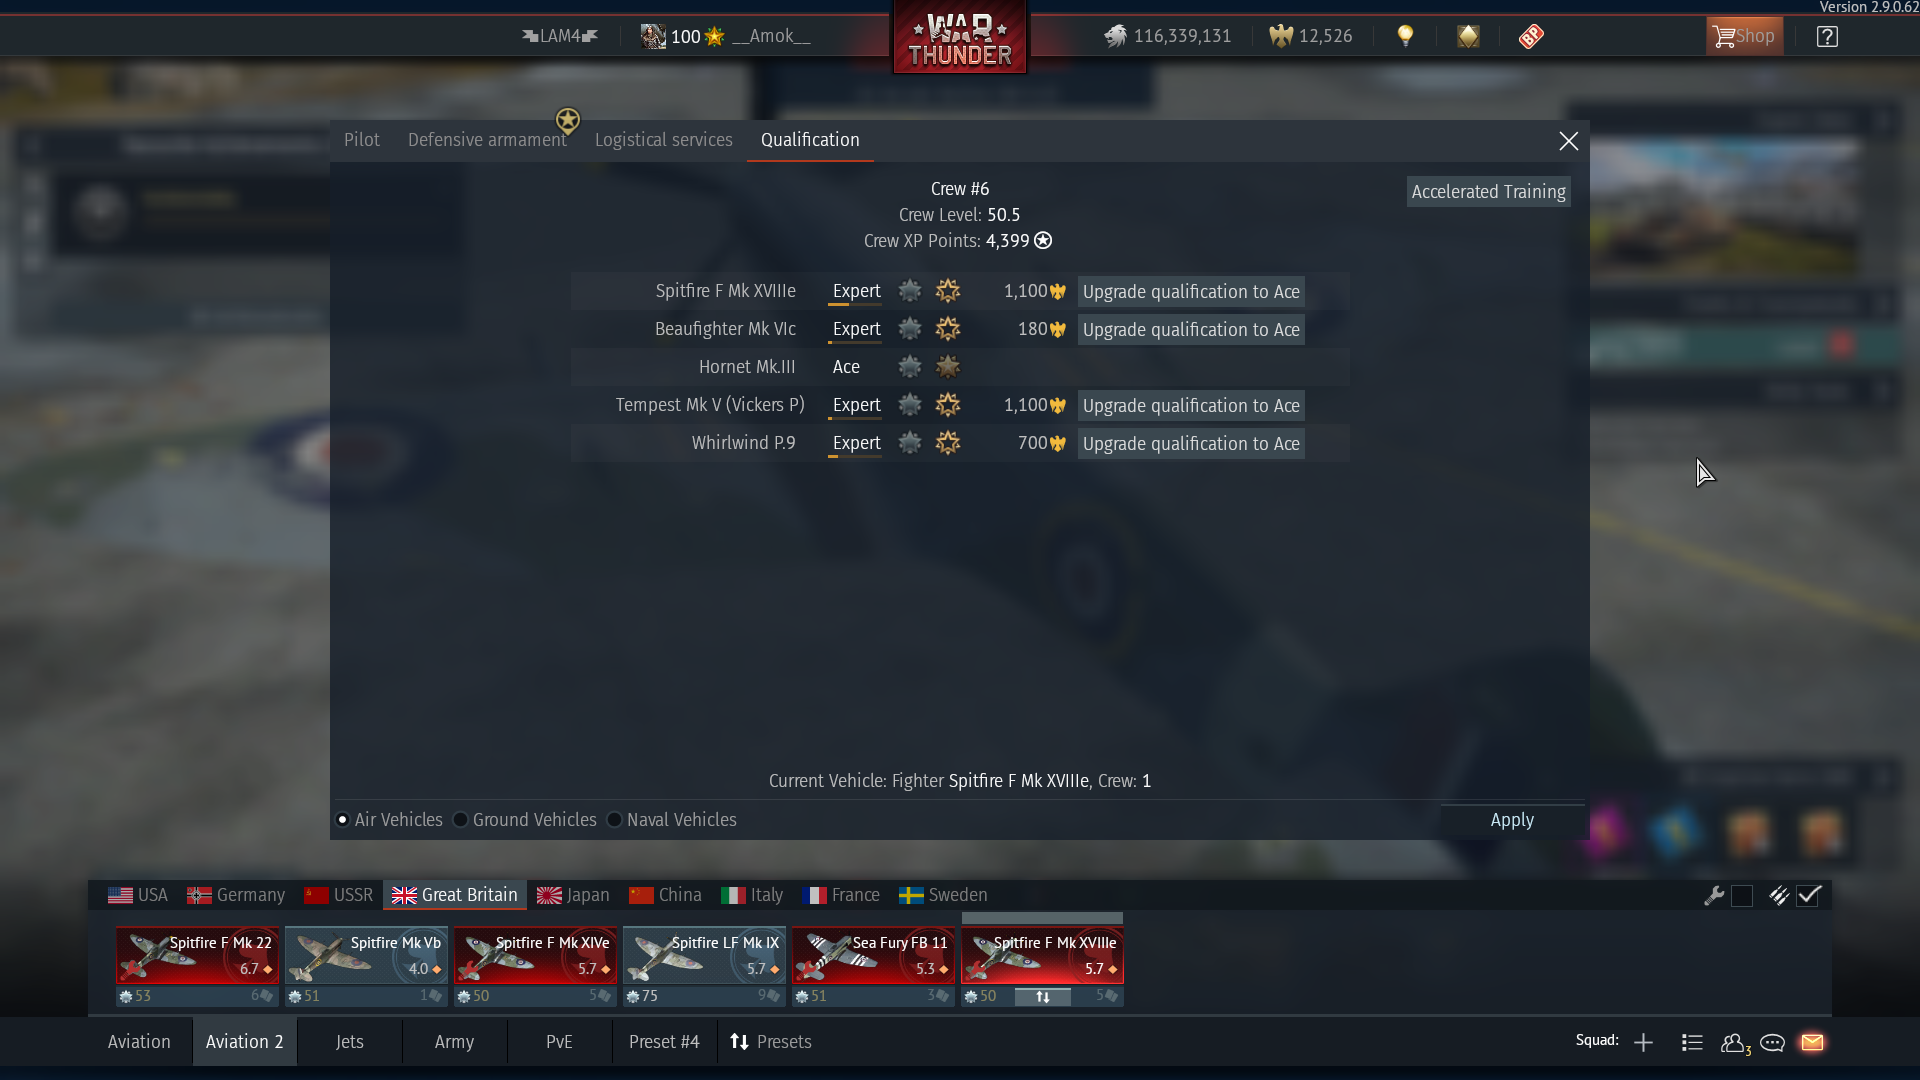 Version 2.9.0.62
LAM4
100 __Amok__
WAR THUNDER
116,339,131
12,526
BP
Shop
?
Pilot Defensive armament Logistical services Qualification
Crew #6
Accelerated Training
Crew Level: 50.5
Crew XP Points: 4,399
Spitfire F Mk XVIIIe Expert 1,100 Upgrade qualification to Ace
Beaufighter Mk VIc Expert 180 Upgrade qualification to Ace
Hornet Mk.III Ace
Tempest Mk V (Vickers P) Expert 1,100 Upgrade qualification to Ace
Whirlwind P.9 Expert 700 Upgrade qualification to Ace
Current Vehicle: Fighter Spitfire F Mk XVIIIe, Crew: 1
Air Vehicles Ground Vehicles Naval Vehicles
Apply
USA Germany USSR Great Britain Japan China Italy France Sweden
Spitfire F Mk 22 Spitfire Mk Vb Spitfire F Mk XIVe Spitfire LF Mk IX Sea Fury FB 11 Spitfire F Mk XVIIIe
6.7 4.0 5.7 5.7 5.3 5.7
53 6 51 1 50 5 75 9 51 3 50 5
Aviation Aviation 2 Jets Army PvE Preset #4 Presets
Squad: 3